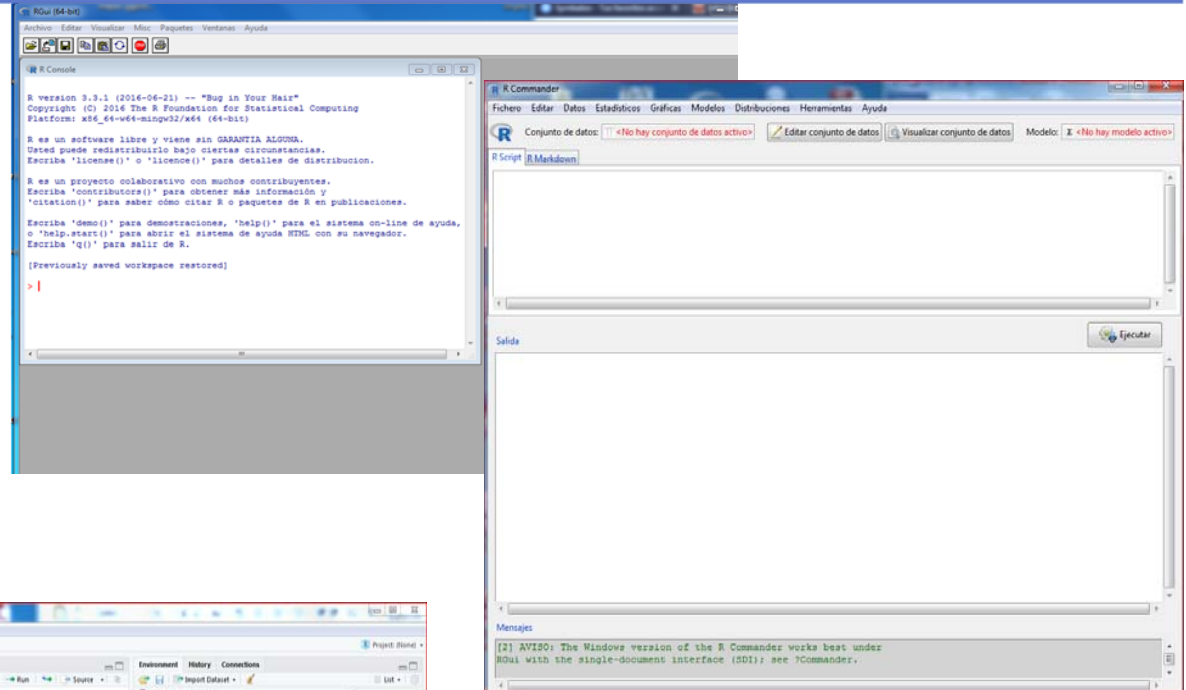 RGui (64-bit)
Archivo Editar Visualizar Misc Paquetes Ventanas Ayuda
R Console
R version 3.3.1 (2016-06-21) -- "Bug in Your Hair"
Copyright (C) 2016 The R Foundation for Statistical Computing
Platform: x86_64-w64-mingw32/x64 (64-bit)
R es un software libre y viene sin GARANTIA ALGUNA.
Usted puede redistribuirlo bajo ciertas circunstancias.
Escriba 'license()' o 'licence()' para detalles de distribucion.
R es un proyecto colaborativo con muchos contribuyentes.
Escriba 'contributors()' para obtener más información y
'citation()' para saber cómo citar R o paquetes de R en publicaciones.
Escriba 'demo()' para demostraciones, 'help()' para el sistema on-line de ayuda,
o 'help.start()' para abrir el sistema de ayuda HTML con su navegador.
Escriba 'q()' para salir de R.
[Previously saved workspace restored]
>
R Commander
Fichero Editar Datos Estadísticos Gráficas Modelos Distribuciones Herramientas Ayuda
Conjunto de datos: <No hay conjunto de datos activo> Editar conjunto de datos Visualizar conjunto de datos Modelo: Σ <No hay modelo activo>
R Script R Markdown
Ejecutar
Salida
Mensajes
[2] AVISO: The Windows version of the R Commander works best under
RGui with the single-document interface (SDI); see ?Commander.
Project: (None)
Environment History Connections
Run Source Import Dataset List